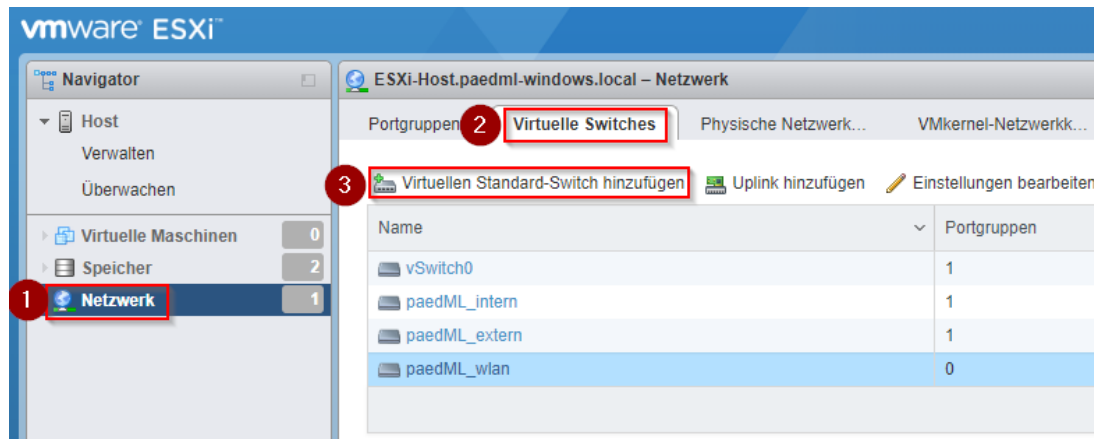 vmware ESXi™
Navigator
ESXi-Host.paedml-windows.local – Netzwerk
Host
Verwalten
Überwachen
Virtuelle Maschinen 0
Speicher 2
1 Netzwerk 1
Portgruppen 2 Virtuelle Switches Physische Netzwerk... VMkernel-Netzwerkk...
3 Virtuellen Standard-Switch hinzufügen Uplink hinzufügen Einstellungen bearbeiten
Name Portgruppen
vSwitch0 1
paedML_intern 1
paedML_extern 1
paedML_wlan 0